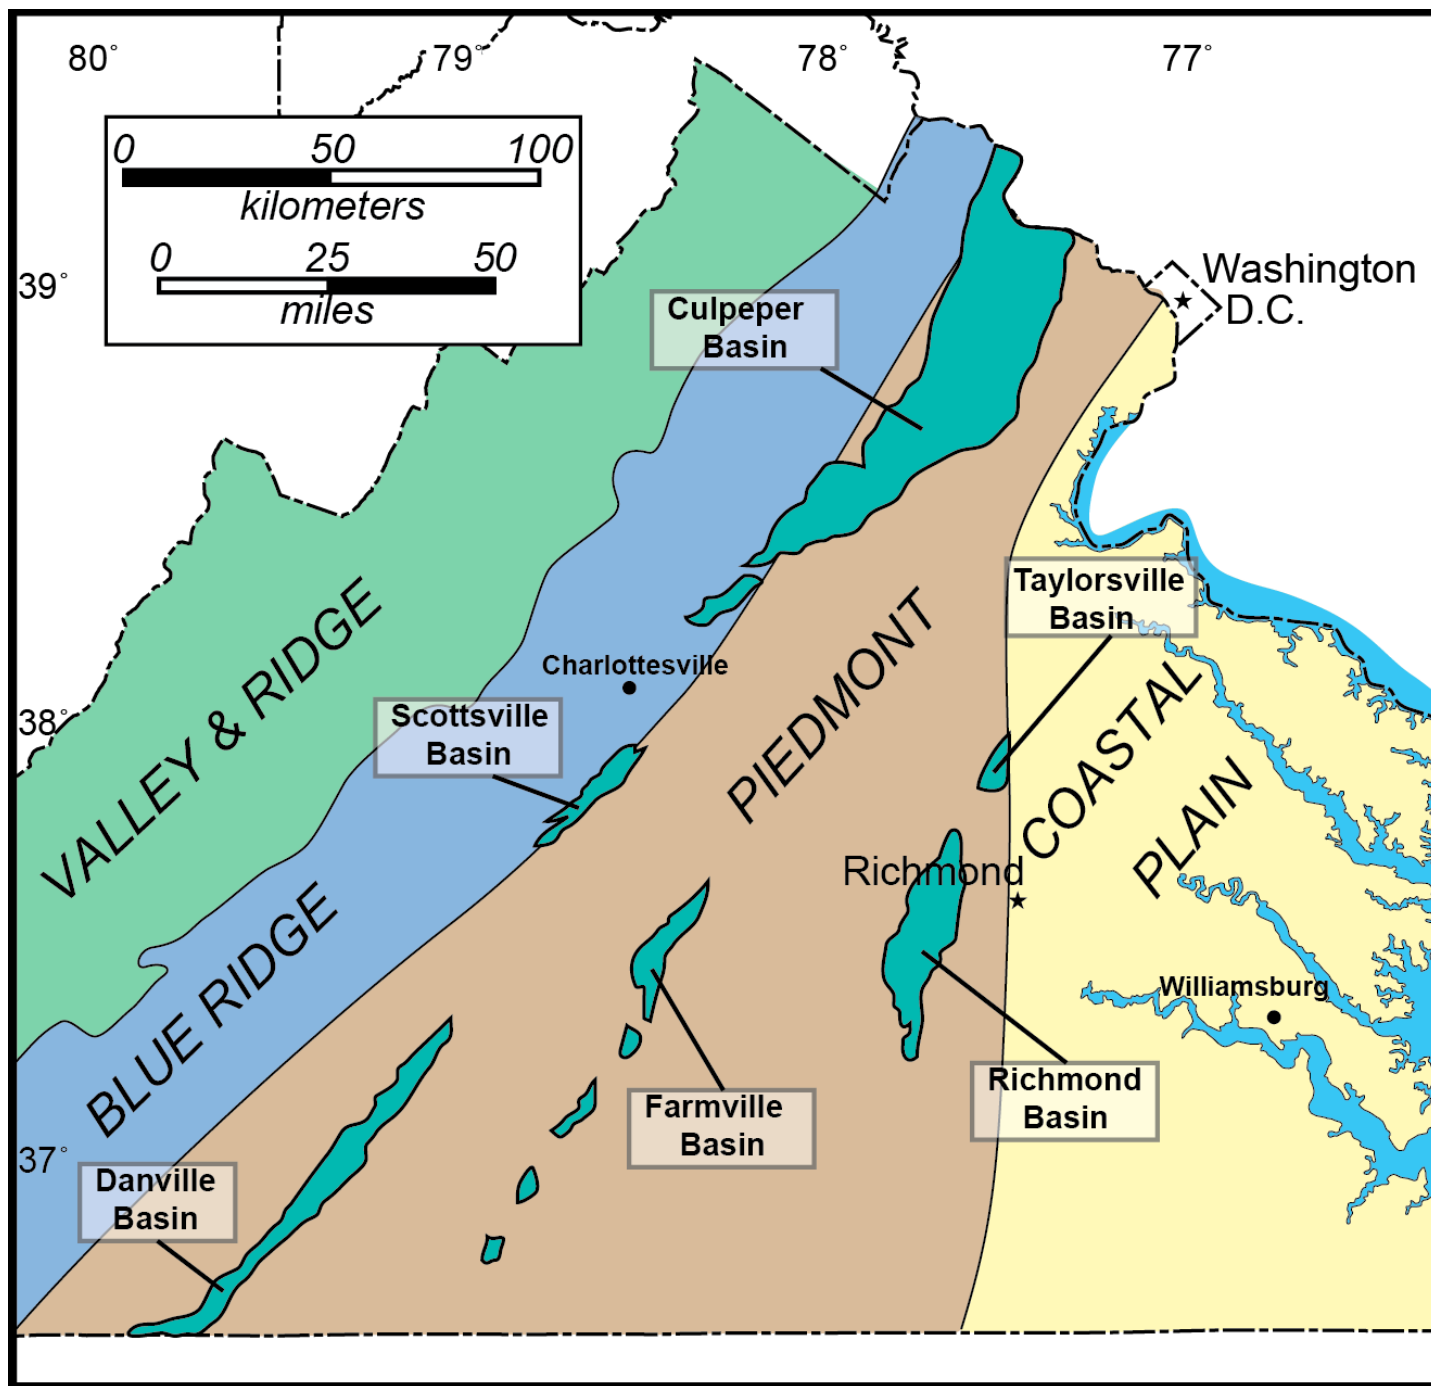 80°
79°
78°
77°
0 50 100
kilometers
0 25 50
miles
39°
Washington
D.C.
Culpeper
Basin
Taylorsville
Basin
Charlottesville
VALLEY & RIDGE
PIEDMONT
COASTAL
PLAIN
38°
Scottsville
Basin
Richmond
BLUE RIDGE
Williamsburg
Richmond
Basin
Farmville
Basin
37°
Danville
Basin